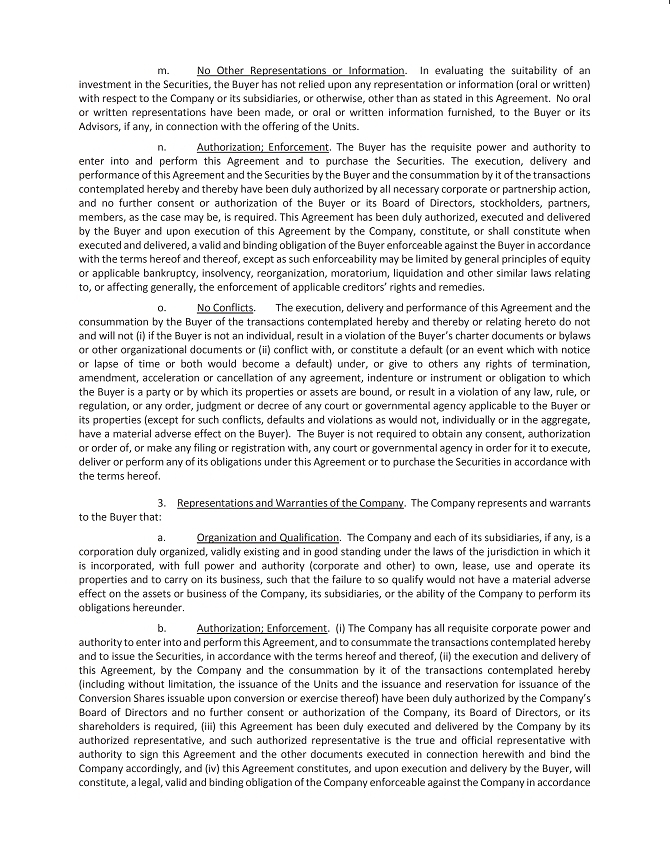 m. No Other Representations or Information. In evaluating the suitability of an
investment in the Securities, the Buyer has not relied upon any representation or information (oral or written)
with respect to the Company or its subsidiaries, or otherwise, other than as stated in this Agreement. No oral
or written representations have been made, or oral or written information furnished, to the Buyer or its
Advisors, if any, in connection with the offering of the Units.
n. Authorization; Enforcement. The Buyer has the requisite power and authority to
enter into and perform this Agreement and to purchase the Securities. The execution, delivery and
performance of this Agreement and the Securities by the Buyer and the consummation by it of the transactions
contemplated hereby and thereby have been duly authorized by all necessary corporate or partnership action,
and no further consent or authorization of the Buyer or its Board of Directors, stockholders, partners,
members, as the case may be, is required. This Agreement has been duly authorized, executed and delivered
by the Buyer and upon execution of this Agreement by the Company, constitute, or shall constitute when
executed and delivered, a valid and binding obligation of the Buyer enforceable against the Buyer in accordance
with the terms hereof and thereof, except as such enforceability may be limited by general principles of equity
or applicable bankruptcy, insolvency, reorganization, moratorium, liquidation and other similar laws relating
to, or affecting generally, the enforcement of applicable creditors' rights and remedies.
o. No Conflicts. The execution, delivery and performance of this Agreement and the
consummation by the Buyer of the transactions contemplated hereby and thereby or relating hereto do not
and will not (i) if the Buyer is not an individual, result in a violation of the Buyer's charter documents or bylaws
or other organizational documents or (ii) conflict with, or constitute a default (or an event which with notice
or lapse of time or both would become a default) under, or give to others any rights of termination,
amendment, acceleration or cancellation of any agreement, indenture or instrument or obligation to which
the Buyer is a party or by which its properties or assets are bound, or result in a violation of any law, rule, or
regulation, or any order, judgment or decree of any court or governmental agency applicable to the Buyer or
its properties (except for such conflicts, defaults and violations as would not, individually or in the aggregate,
have a material adverse effect on the Buyer). The Buyer is not required to obtain any consent, authorization
or order of, or make any filing or registration with, any court or governmental agency in order for it to execute,
deliver or perform any of its obligations under this Agreement or to purchase the Securities in accordance with
the terms hereof.
3. Representations and Warranties of the Company. The Company represents and warrants
to the Buyer that:
a. Organization and Qualification. The Company and each of its subsidiaries, if any, is a
corporation duly organized, validly existing and in good standing under the laws of the jurisdiction in which it
is incorporated, with full power and authority (corporate and other) to own, lease, use and operate its
properties and to carry on its business, such that the failure to so qualify would not have a material adverse
effect on the assets or business of the Company, its subsidiaries, or the ability of the Company to perform its
obligations hereunder.
b. Authorization; Enforcement. (i) The Company has all requisite corporate power and
authority to enter into and perform this Agreement, and to consummate the transactions contemplated hereby
and to issue the Securities, in accordance with the terms hereof and thereof, (ii) the execution and delivery of
this Agreement, by the Company and the consummation by it of the transactions contemplated hereby
(including without limitation, the issuance of the Units and the issuance and reservation for issuance of the
Conversion Shares issuable upon conversion or exercise thereof) have been duly authorized by the Company's
Board of Directors and no further consent or authorization of the Company, its Board of Directors, or its
shareholders is required, (iii) this Agreement has been duly executed and delivered by the Company by its
authorized representative, and such authorized representative is the true and official representative with
authority to sign this Agreement and the other documents executed in connection herewith and bind the
Company accordingly, and (iv) this Agreement constitutes, and upon execution and delivery by the Buyer, will
constitute, a legal, valid and binding obligation of the Company enforceable against the Company in accordance